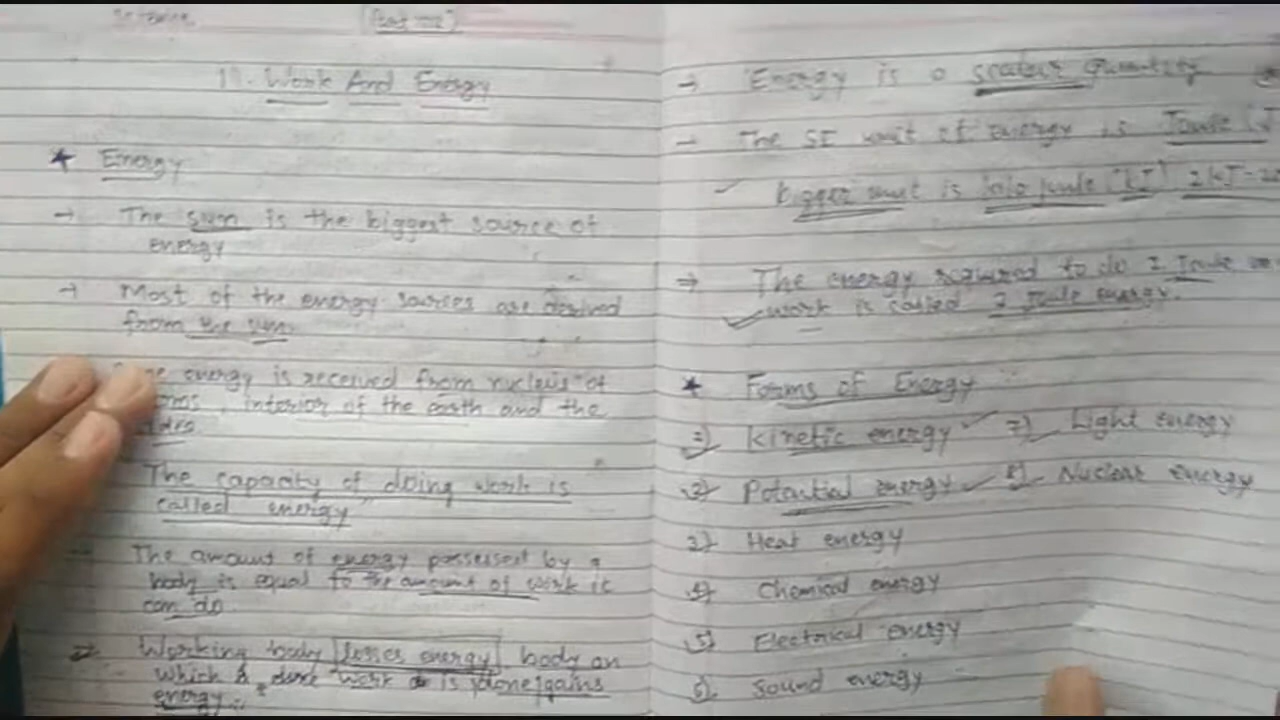 Science
11. Work And Energy
★ Energy
→ The sun is the biggest source of
energy
→ Most of the energy sources are derived
from the sun.
energy is received from nucleus of
, interior of the earth and the
The capacity of doing work is
called energy
→ The amount of energy possessed by a
body is equal to the amount of work it
can do.
⇒ Working body losses energy, body on
which work is done gains
energy.
→ Energy is a scalar Quantity
→ The SI unit of energy is Joule (J
bigger unit is kilo joule (kJ)
⇒ The energy required to do 1 Joule
work is called 1 Joule energy.
★ Forms of Energy
1) kinetic energy 7) Light energy
2) Potential energy 8) Nuclear energy
3) Heat energy
4) Chemical energy
5) Electrical energy
6) Sound energy